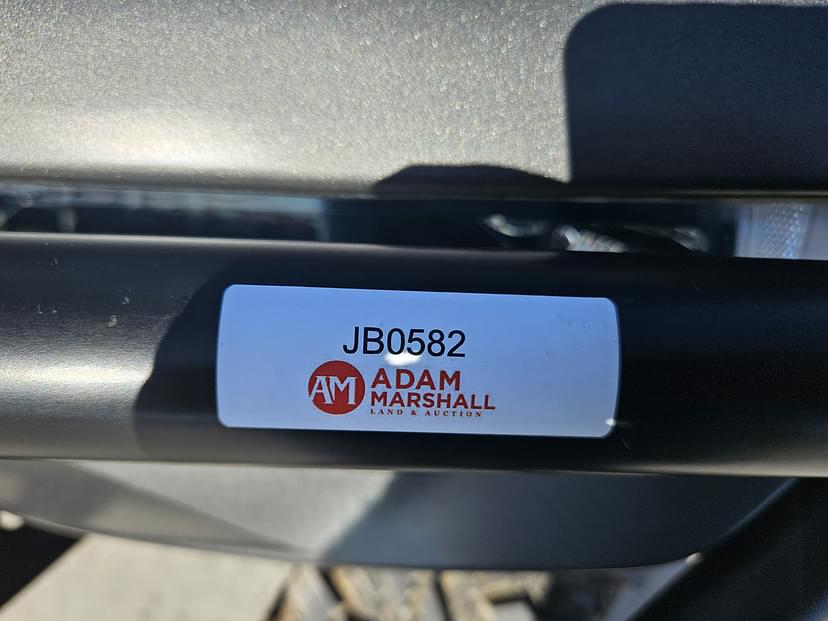 JB0582
AM
ADAM
MARSHALL
LAND & AUCTION